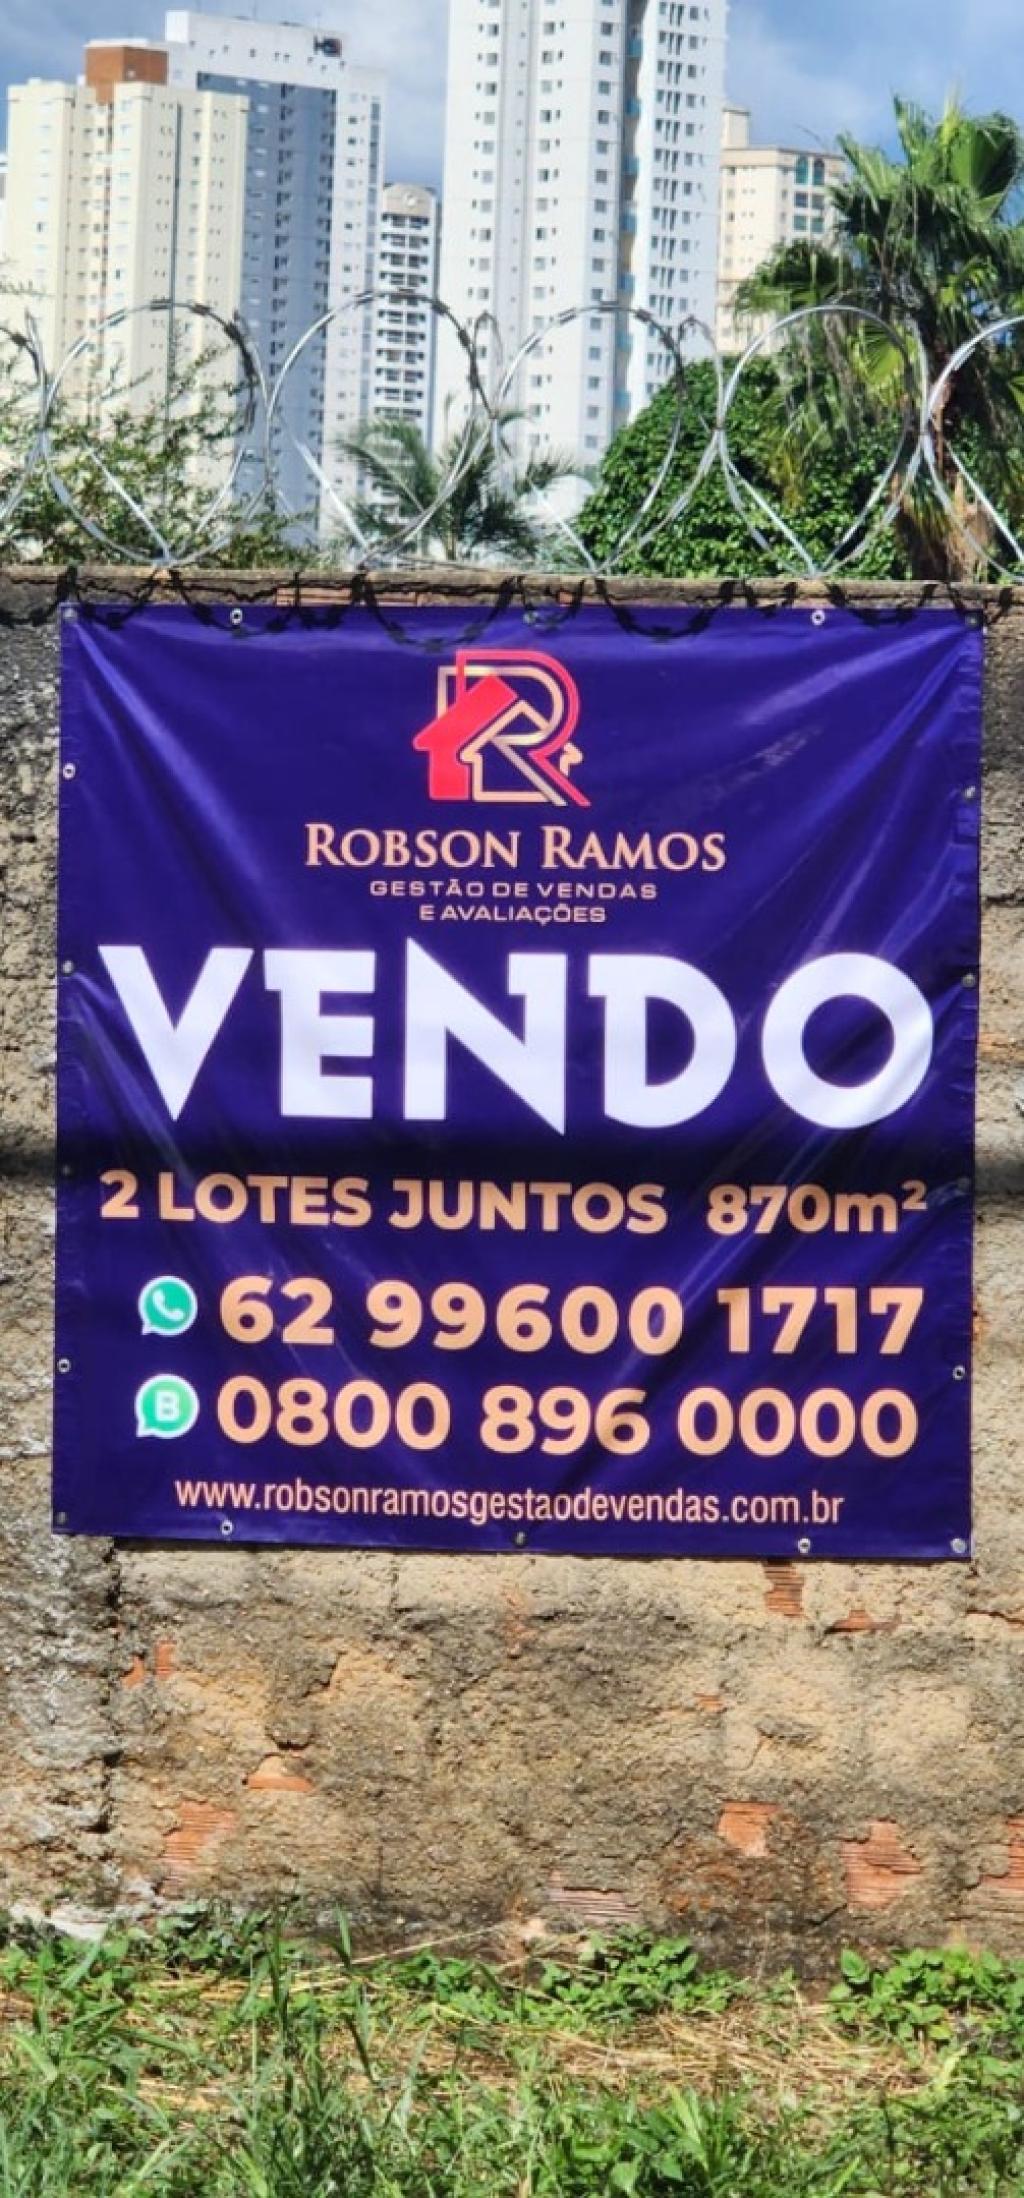 ROBSON RAMOS
GESTÃO DE VENDAS
E AVALIAÇÕES
VENDO
2 LOTES JUNTOS 870m²
62 99600 1717
0800 896 0000
www.robsonramosgestaodevendas.com.br